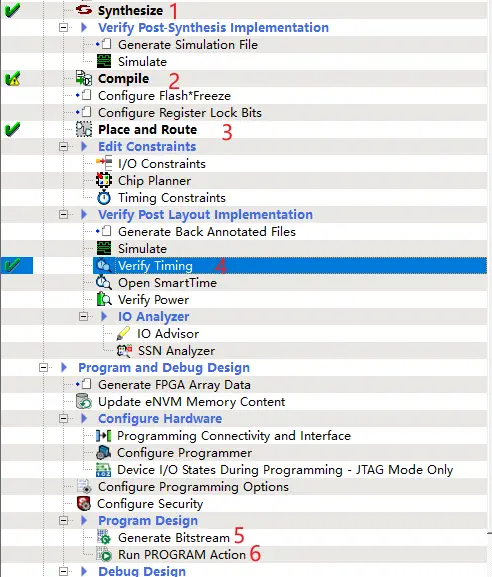 Synthesize 1
Verify Post-Synthesis Implementation
Generate Simulation File
Simulate
Compile 2
Configure Flash*Freeze
Configure Register Lock Bits
Place and Route 3
Edit Constraints
I/O Constraints
Chip Planner
Timing Constraints
Verify Post Layout Implementation
Generate Back Annotated Files
Simulate
Verify Timing 4
Open SmartTime
Verify Power
IO Analyzer
IO Advisor
SSN Analyzer
Program and Debug Design
Generate FPGA Array Data
Update eNVM Memory Content
Configure Hardware
Programming Connectivity and Interface
Configure Programmer
Device I/O States During Programming - JTAG Mode Only
Configure Programming Options
Configure Security
Program Design
Generate Bitstream 5
Run PROGRAM Action 6
Debug Design